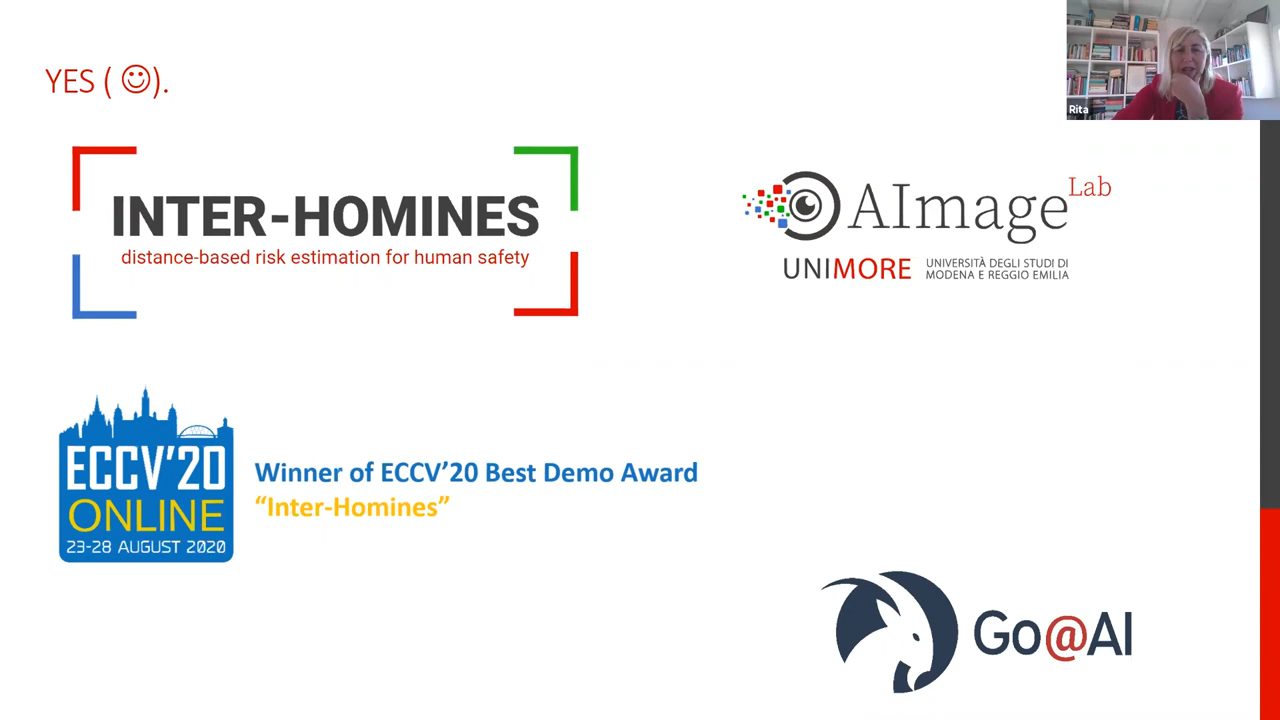 YES ( ☺).
Rita
INTER-HOMINES
distance-based risk estimation for human safety
AImage Lab
UNIMORE UNIVERSITÀ DEGLI STUDI DI
MODENA E REGGIO EMILIA
ECCV'20
ONLINE
23-28 AUGUST 2020
Winner of ECCV’20 Best Demo Award
“Inter-Homines”
Go@AI